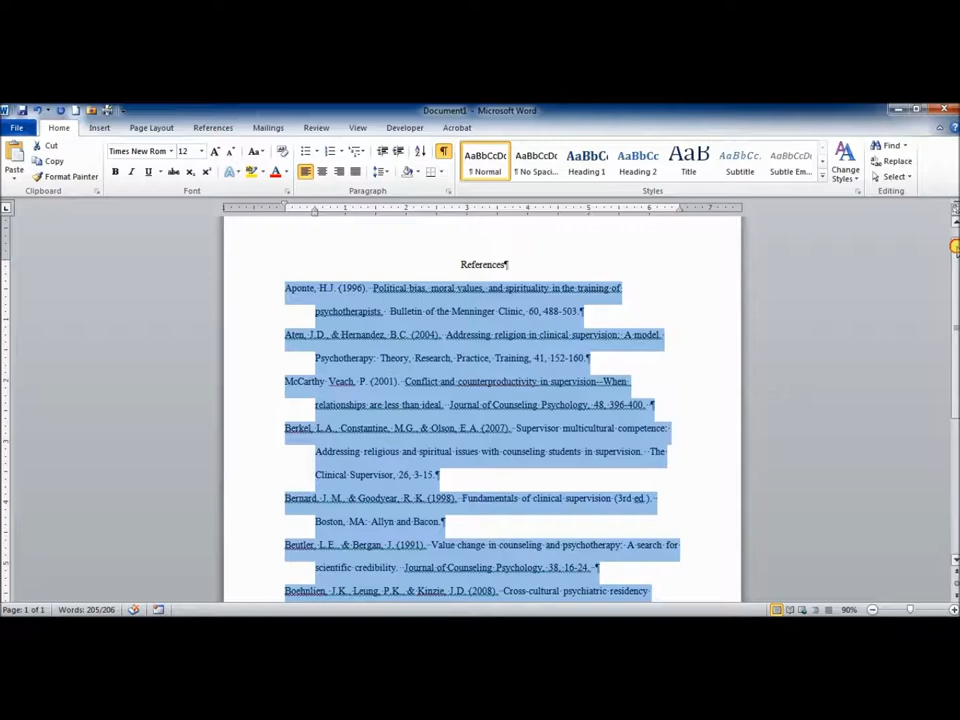 Document1 - Microsoft Word
File Home Insert Page Layout References Mailings Review View Developer Acrobat
Cut
Copy
Format Painter
Paste
Times New Rom 12
AaBbCcDc AaBbCcDc AaBbC AaBbCc AaB AaBbCc. AaBbCcDc
¶ Normal ¶ No Spaci... Heading 1 Heading 2 Title Subtitle Subtle Em...
Change Styles
Find
Replace
Select
Clipboard Font Paragraph Styles Editing
References¶
Aponte, H.J. (1996). Political bias, moral values, and spirituality in the training of
psychotherapists. Bulletin of the Menninger Clinic, 60, 488-503.¶
Aten, J.D., & Hernandez, B.C. (2004). Addressing religion in clinical supervision: A model.
Psychotherapy: Theory, Research, Practice, Training, 41, 152-160.¶
McCarthy Veach, P. (2001). Conflict and counterproductivity in supervision--When
relationships are less than ideal. Journal of Counseling Psychology, 48, 396-400. ¶
Berkel, L.A., Constantine, M.G., & Olson, E.A. (2007). Supervisor multicultural competence:
Addressing religious and spiritual issues with counseling students in supervision. The
Clinical Supervisor, 26, 3-15.¶
Bernard, J. M., & Goodyear, R. K. (1998). Fundamentals of clinical supervision (3rd ed.).
Boston, MA: Allyn and Bacon.¶
Beutler, L.E., & Bergan, J. (1991). Value change in counseling and psychotherapy: A search for
scientific credibility. Journal of Counseling Psychology, 38, 16-24. ¶
Boehnlien, J.K., Leung, P.K., & Kinzie, J.D. (2008). Cross-cultural psychiatric residency
Page: 1 of 1 Words: 205/206 90%